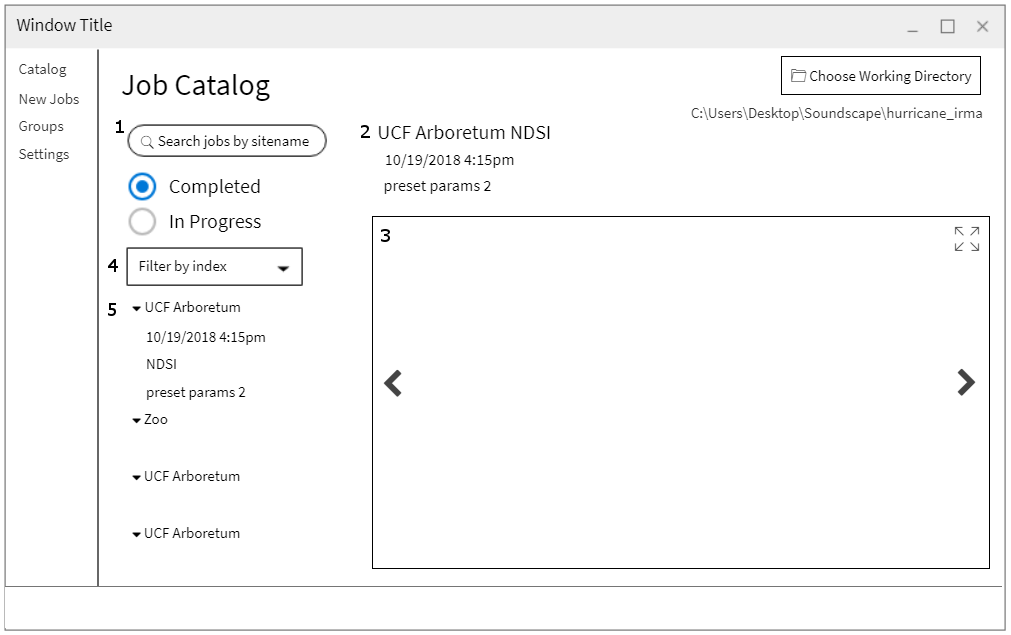 Window Title
Catalog
New Jobs
Groups
Settings
Job Catalog
Choose Working Directory
C:\Users\Desktop\Soundscape\hurricane_irma
1
Search jobs by sitename
Completed
In Progress
4
Filter by index
5
UCF Arboretum
10/19/2018 4:15pm
NDSI
preset params 2
Zoo
UCF Arboretum
UCF Arboretum
2 UCF Arboretum NDSI
10/19/2018 4:15pm
preset params 2
3